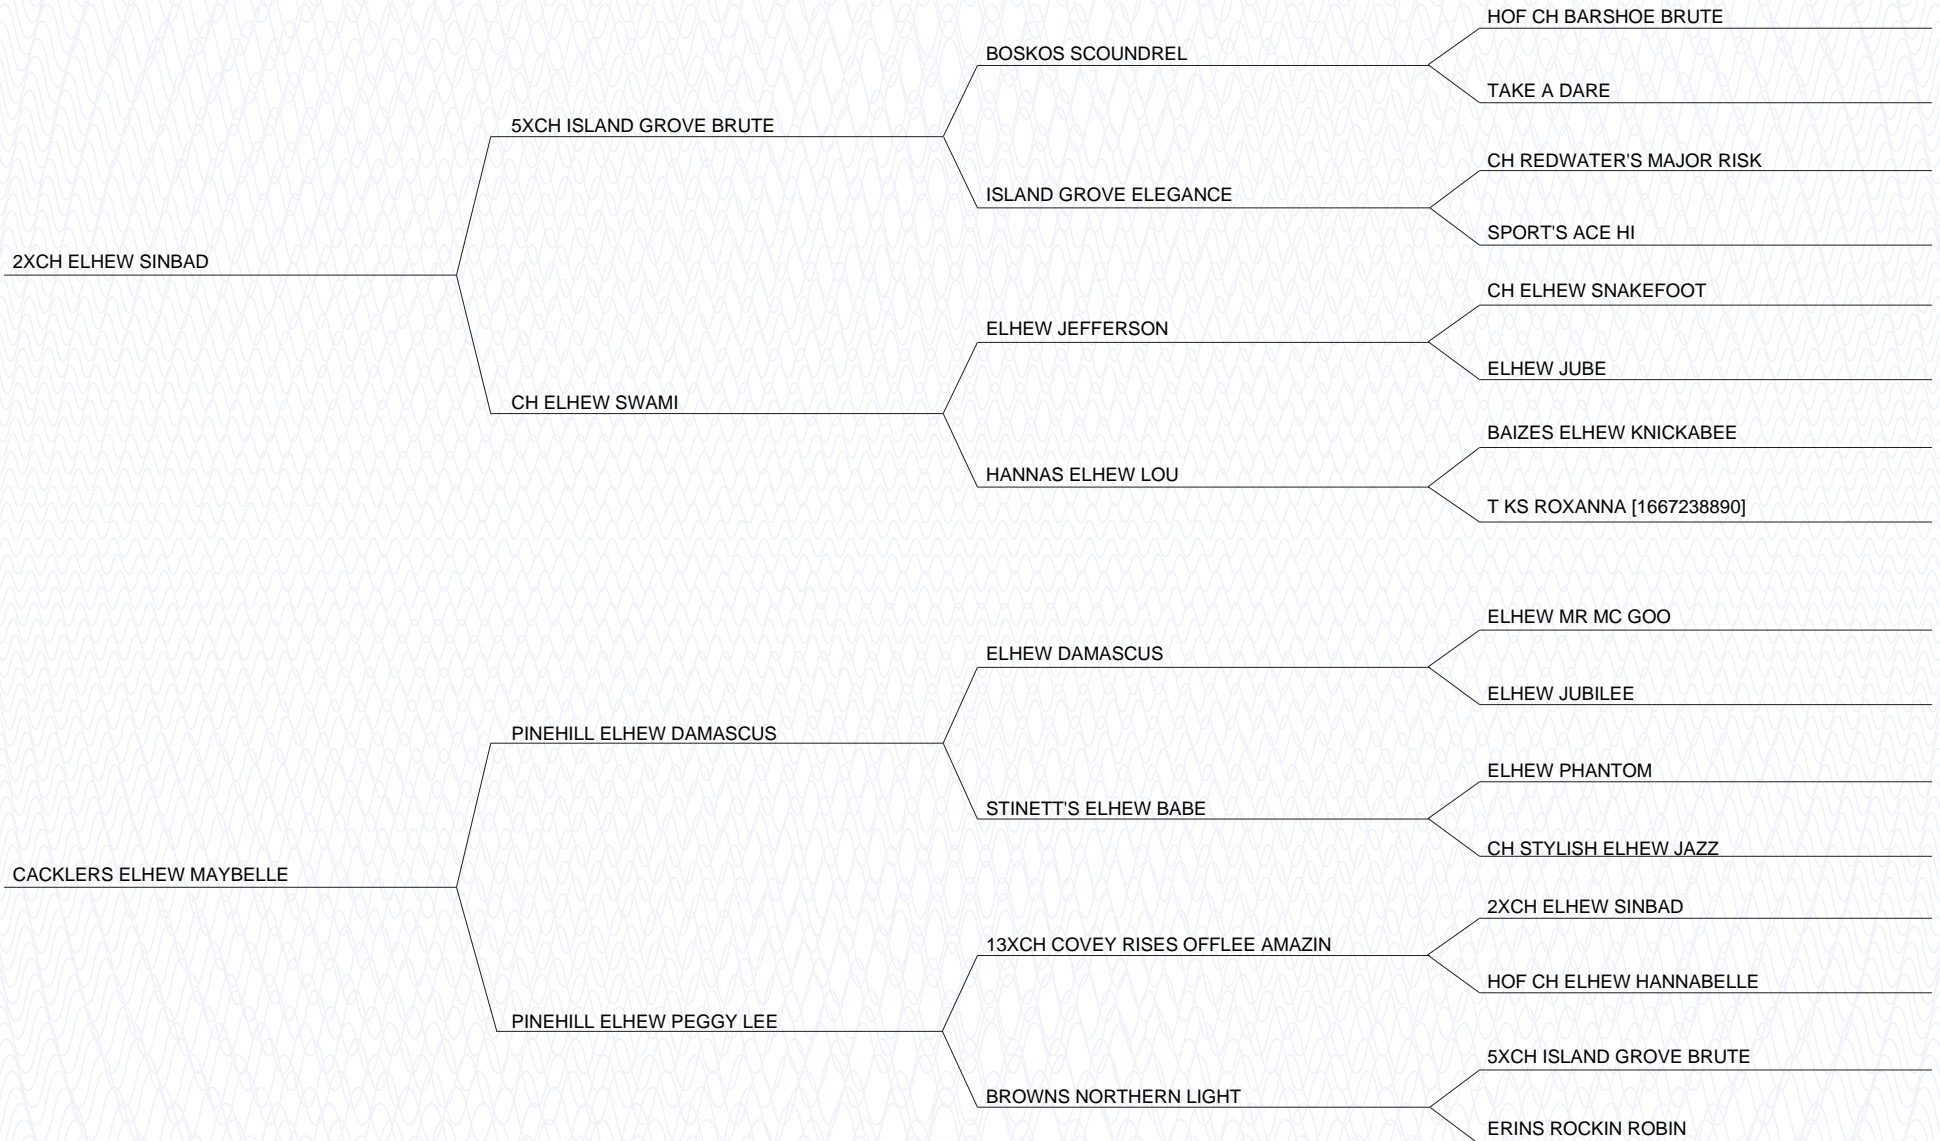 HOF CH BARSHOE BRUTE
BOSKOS SCOUNDREL
TAKE A DARE
5XCH ISLAND GROVE BRUTE
CH REDWATER'S MAJOR RISK
ISLAND GROVE ELEGANCE
SPORT'S ACE HI
2XCH ELHEW SINBAD
CH ELHEW SNAKEFOOT
ELHEW JEFFERSON
ELHEW JUBE
CH ELHEW SWAMI
BAIZES ELHEW KNICKABEE
HANNAS ELHEW LOU
T KS ROXANNA [1667238890]
ELHEW MR MC GOO
ELHEW DAMASCUS
ELHEW JUBILEE
PINEHILL ELHEW DAMASCUS
ELHEW PHANTOM
STINETT'S ELHEW BABE
CH STYLISH ELHEW JAZZ
CACKLERS ELHEW MAYBELLE
2XCH ELHEW SINBAD
13XCH COVEY RISES OFFLEE AMAZIN
HOF CH ELHEW HANNABELLE
PINEHILL ELHEW PEGGY LEE
5XCH ISLAND GROVE BRUTE
BROWNS NORTHERN LIGHT
ERINS ROCKIN ROBIN